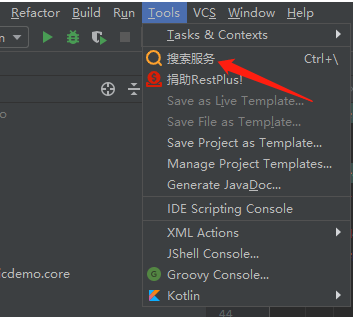 Refactor Build Run Tools VCS Window Help
Tasks & Contexts
搜索服务 Ctrl+\
捐助RestPlus!
Save as Live Template...
Save File as Template...
Save Project as Template...
Manage Project Templates...
Generate JavaDoc...
IDE Scripting Console
XML Actions
JShell Console...
icdemo.core
Groovy Console...
Kotlin
44